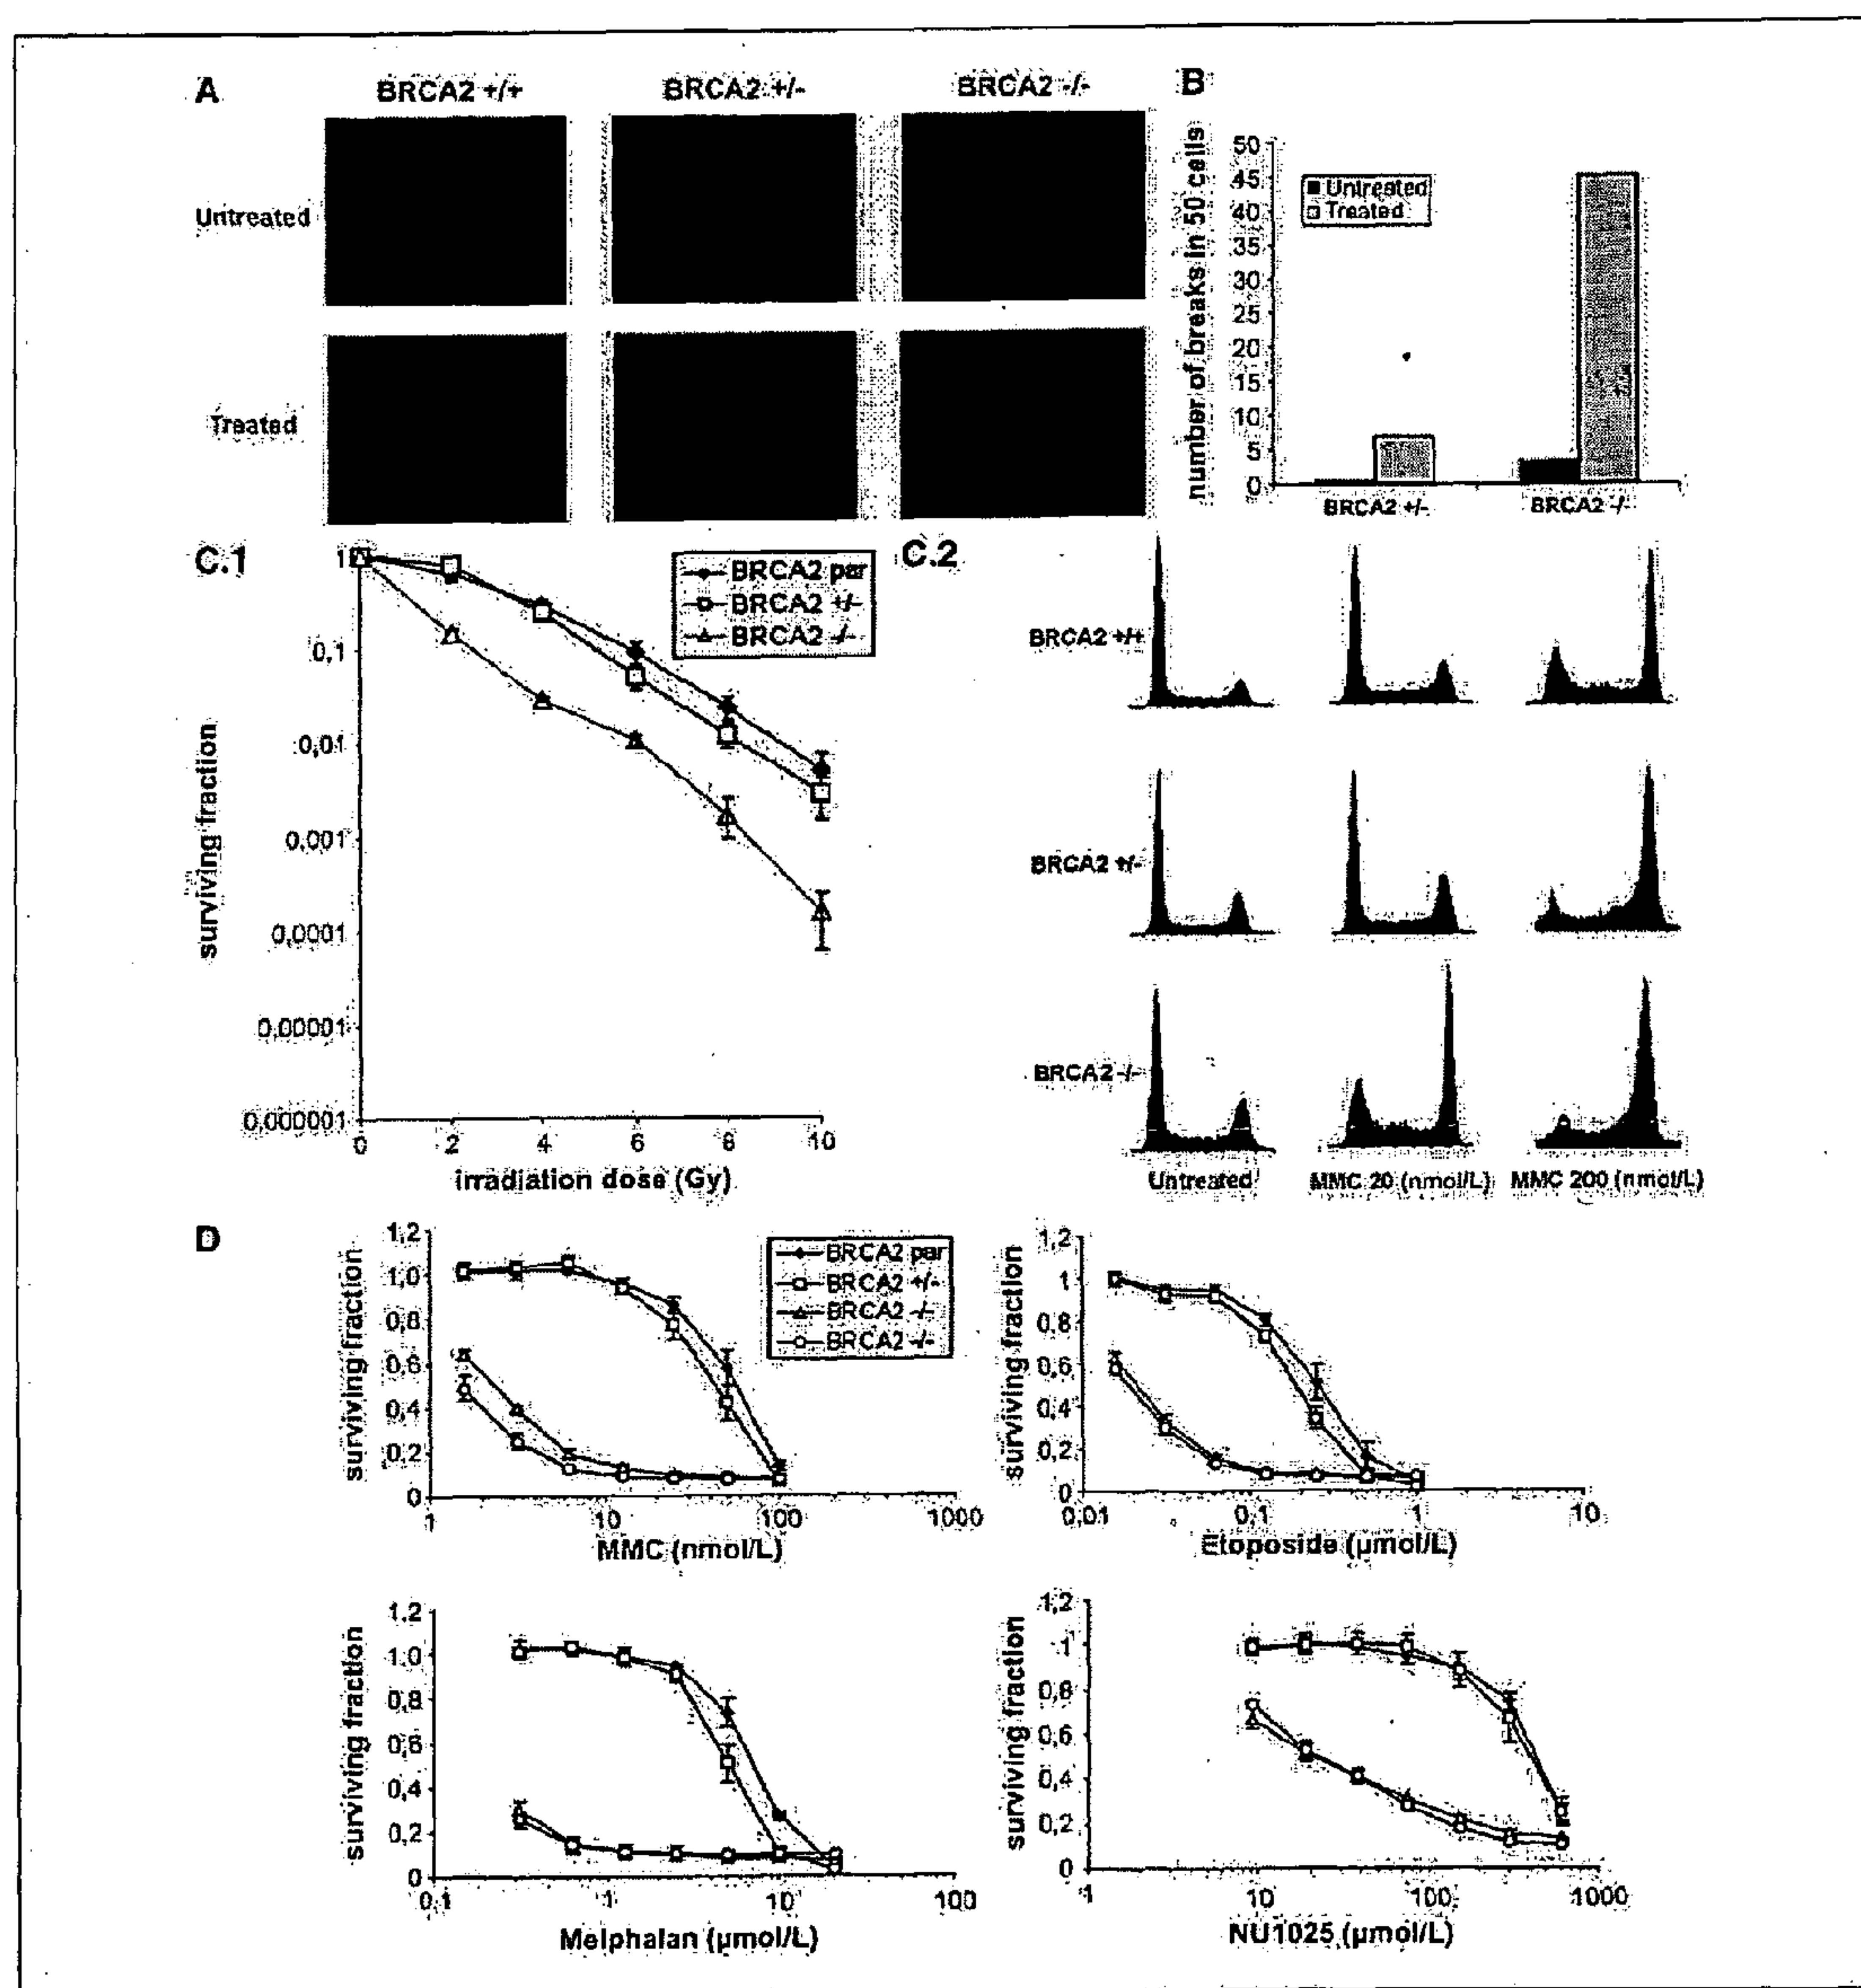 A
BRCA2 +/+
BRCA2 +/-
BRCA2 -/-
Untreated
Treated
B
number of breaks in 50 cells
50
45
40
35
30
25
20
15
10
5
0
Untreated
Treated
BRCA2 +/-
BRCA2 -/-
C.1
surviving fraction
1
0,1
0,01
0,001
0,0001
0,00001
0,000001
0
2
4
6
8
10
irradiation dose (Gy)
BRCA2 par
BRCA2 +/-
BRCA2 -/-
C.2
BRCA2 +/+
BRCA2 +/-
BRCA2 -/-
Untreated
MMC 20 (nmol/L)
MMC 200 (nmol/L)
D
surviving fraction
1,2
1,0
0,8
0,6
0,4
0,2
0
1
10
100
1000
MMC (nmol/L)
BRCA2 par
BRCA2 +/-
BRCA2 -/-
BRCA2 -/-
surviving fraction
1,2
1
0,8
0,6
0,4
0,2
0
0,01
0,1
1
10
Etoposide (µmol/L)
surviving fraction
1,2
1,0
0,8
0,6
0,4
0,2
0
0,1
1
10
100
Melphalan (µmol/L)
surviving fraction
1,2
1
0,8
0,6
0,4
0,2
0
1
10
100
1000
NU1025 (µmol/L)